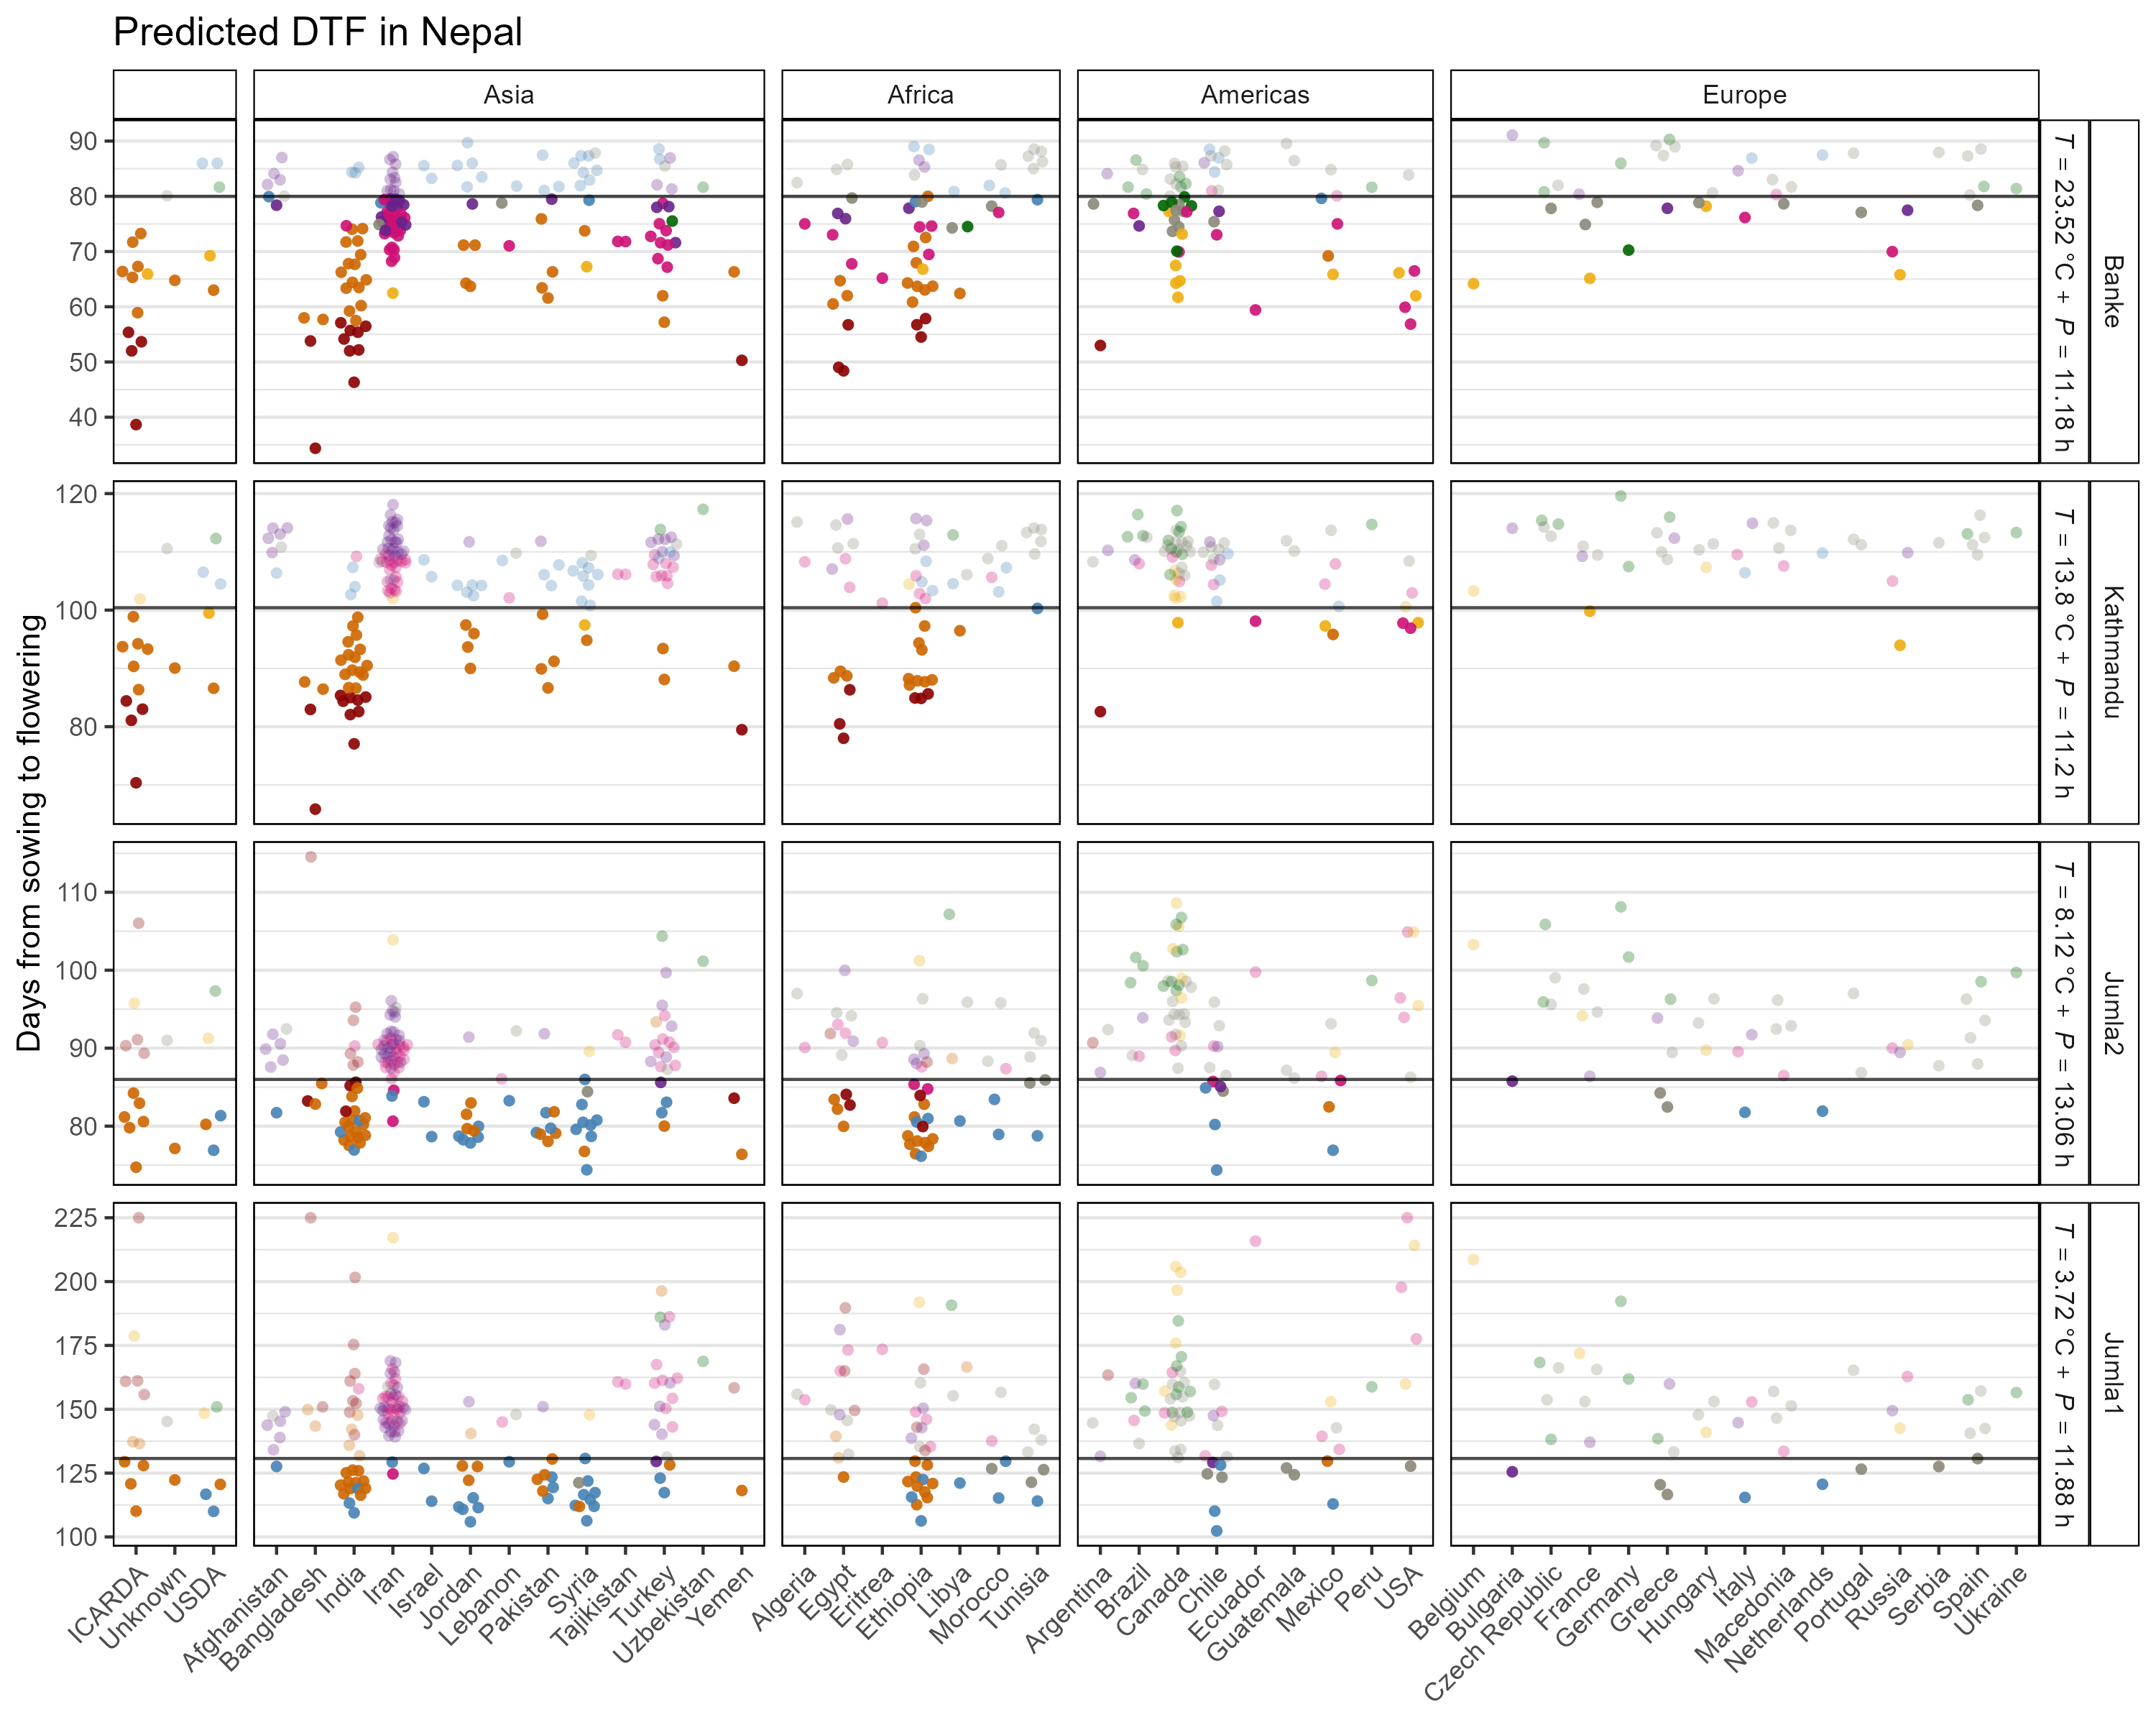 Predicted DTF in Nepal
Asia
Africa
Americas
Europe
90
80
70
60
50
40
T = 23.52 °C + P = 11.18 h
Banke
120
100
80
T = 13.8 °C + P = 11.2 h
Kathmandu
110
100
90
80
T = 8.12 °C + P = 13.06 h
Jumla2
225
200
175
150
125
100
T = 3.72 °C + P = 11.88 h
Jumla1
Days from sowing to flowering
ICARDA
Unknown
USDA
Afghanistan
Bangladesh
India
Iran
Israel
Jordan
Lebanon
Pakistan
Syria
Tajikistan
Turkey
Uzbekistan
Yemen
Algeria
Egypt
Eritrea
Ethiopia
Libya
Morocco
Tunisia
Argentina
Brazil
Canada
Chile
Ecuador
Guatemala
Mexico
Peru
USA
Belgium
Bulgaria
Czech Republic
France
Germany
Greece
Hungary
Italy
Macedonia
Netherlands
Portugal
Russia
Serbia
Spain
Ukraine